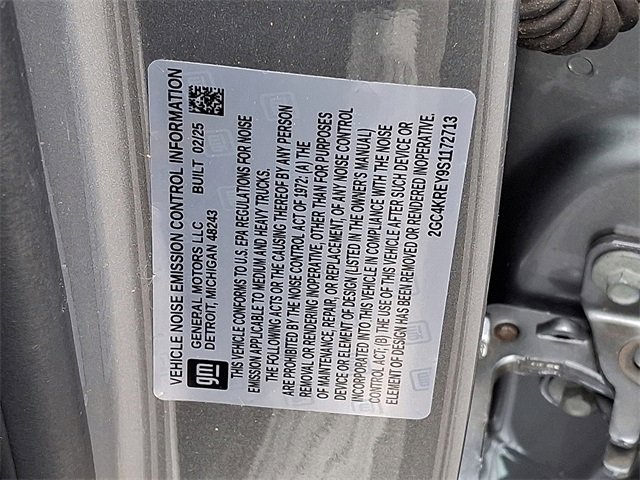 VEHICLE NOISE EMISSION CONTROL INFORMATION
gm
GENERAL MOTORS LLC
DETROIT, MICHIGAN 48243 BUILT 02/25
THIS VEHICLE CONFORMS TO U.S. EPA REGULATIONS FOR NOISE
EMISSION APPLICABLE TO MEDIUM AND HEAVY TRUCKS.
THE FOLLOWING ACTS OR THE CAUSING THEREOF BY ANY PERSON
ARE PROHIBITED BY THE NOISE CONTROL ACT OF 1972: (A) THE
REMOVAL OR RENDERING INOPERATIVE, OTHER THAN FOR PURPOSES
OF MAINTENANCE, REPAIR, OR REPLACEMENT, OF ANY NOISE CONTROL
DEVICE OR ELEMENT OF DESIGN (LISTED IN THE OWNER'S MANUAL)
INCORPORATED INTO THIS VEHICLE IN COMPLIANCE WITH THE NOISE
CONTROL ACT; (B) THE USE OF THIS VEHICLE AFTER SUCH DEVICE OR
ELEMENT OF DESIGN HAS BEEN REMOVED OR RENDERED INOPERATIVE.
2GC4KREY9S1172713